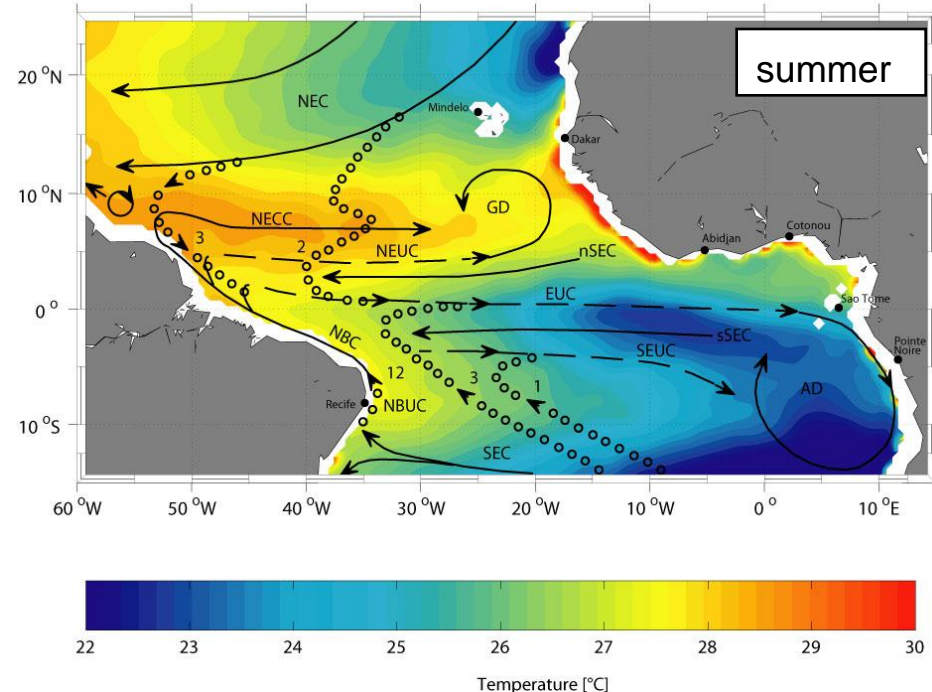 summer
20 °N
10 °N
0
10 °S
NEC
Mindelo
Dakar
GD
NECC
3
2
NEUC
nSEC
Abidjan
Cotonou
Sao Tome
EUC
NBC
sSEC
SEUC
Pointe
Noire
12
3
1
Recife
NBUC
AD
SEC
60 °W
50 °W
40 °W
30 °W
20 °W
10 °W
0 °
10 °E
22
23
24
25
26
27
28
29
30
Temperature [°C]